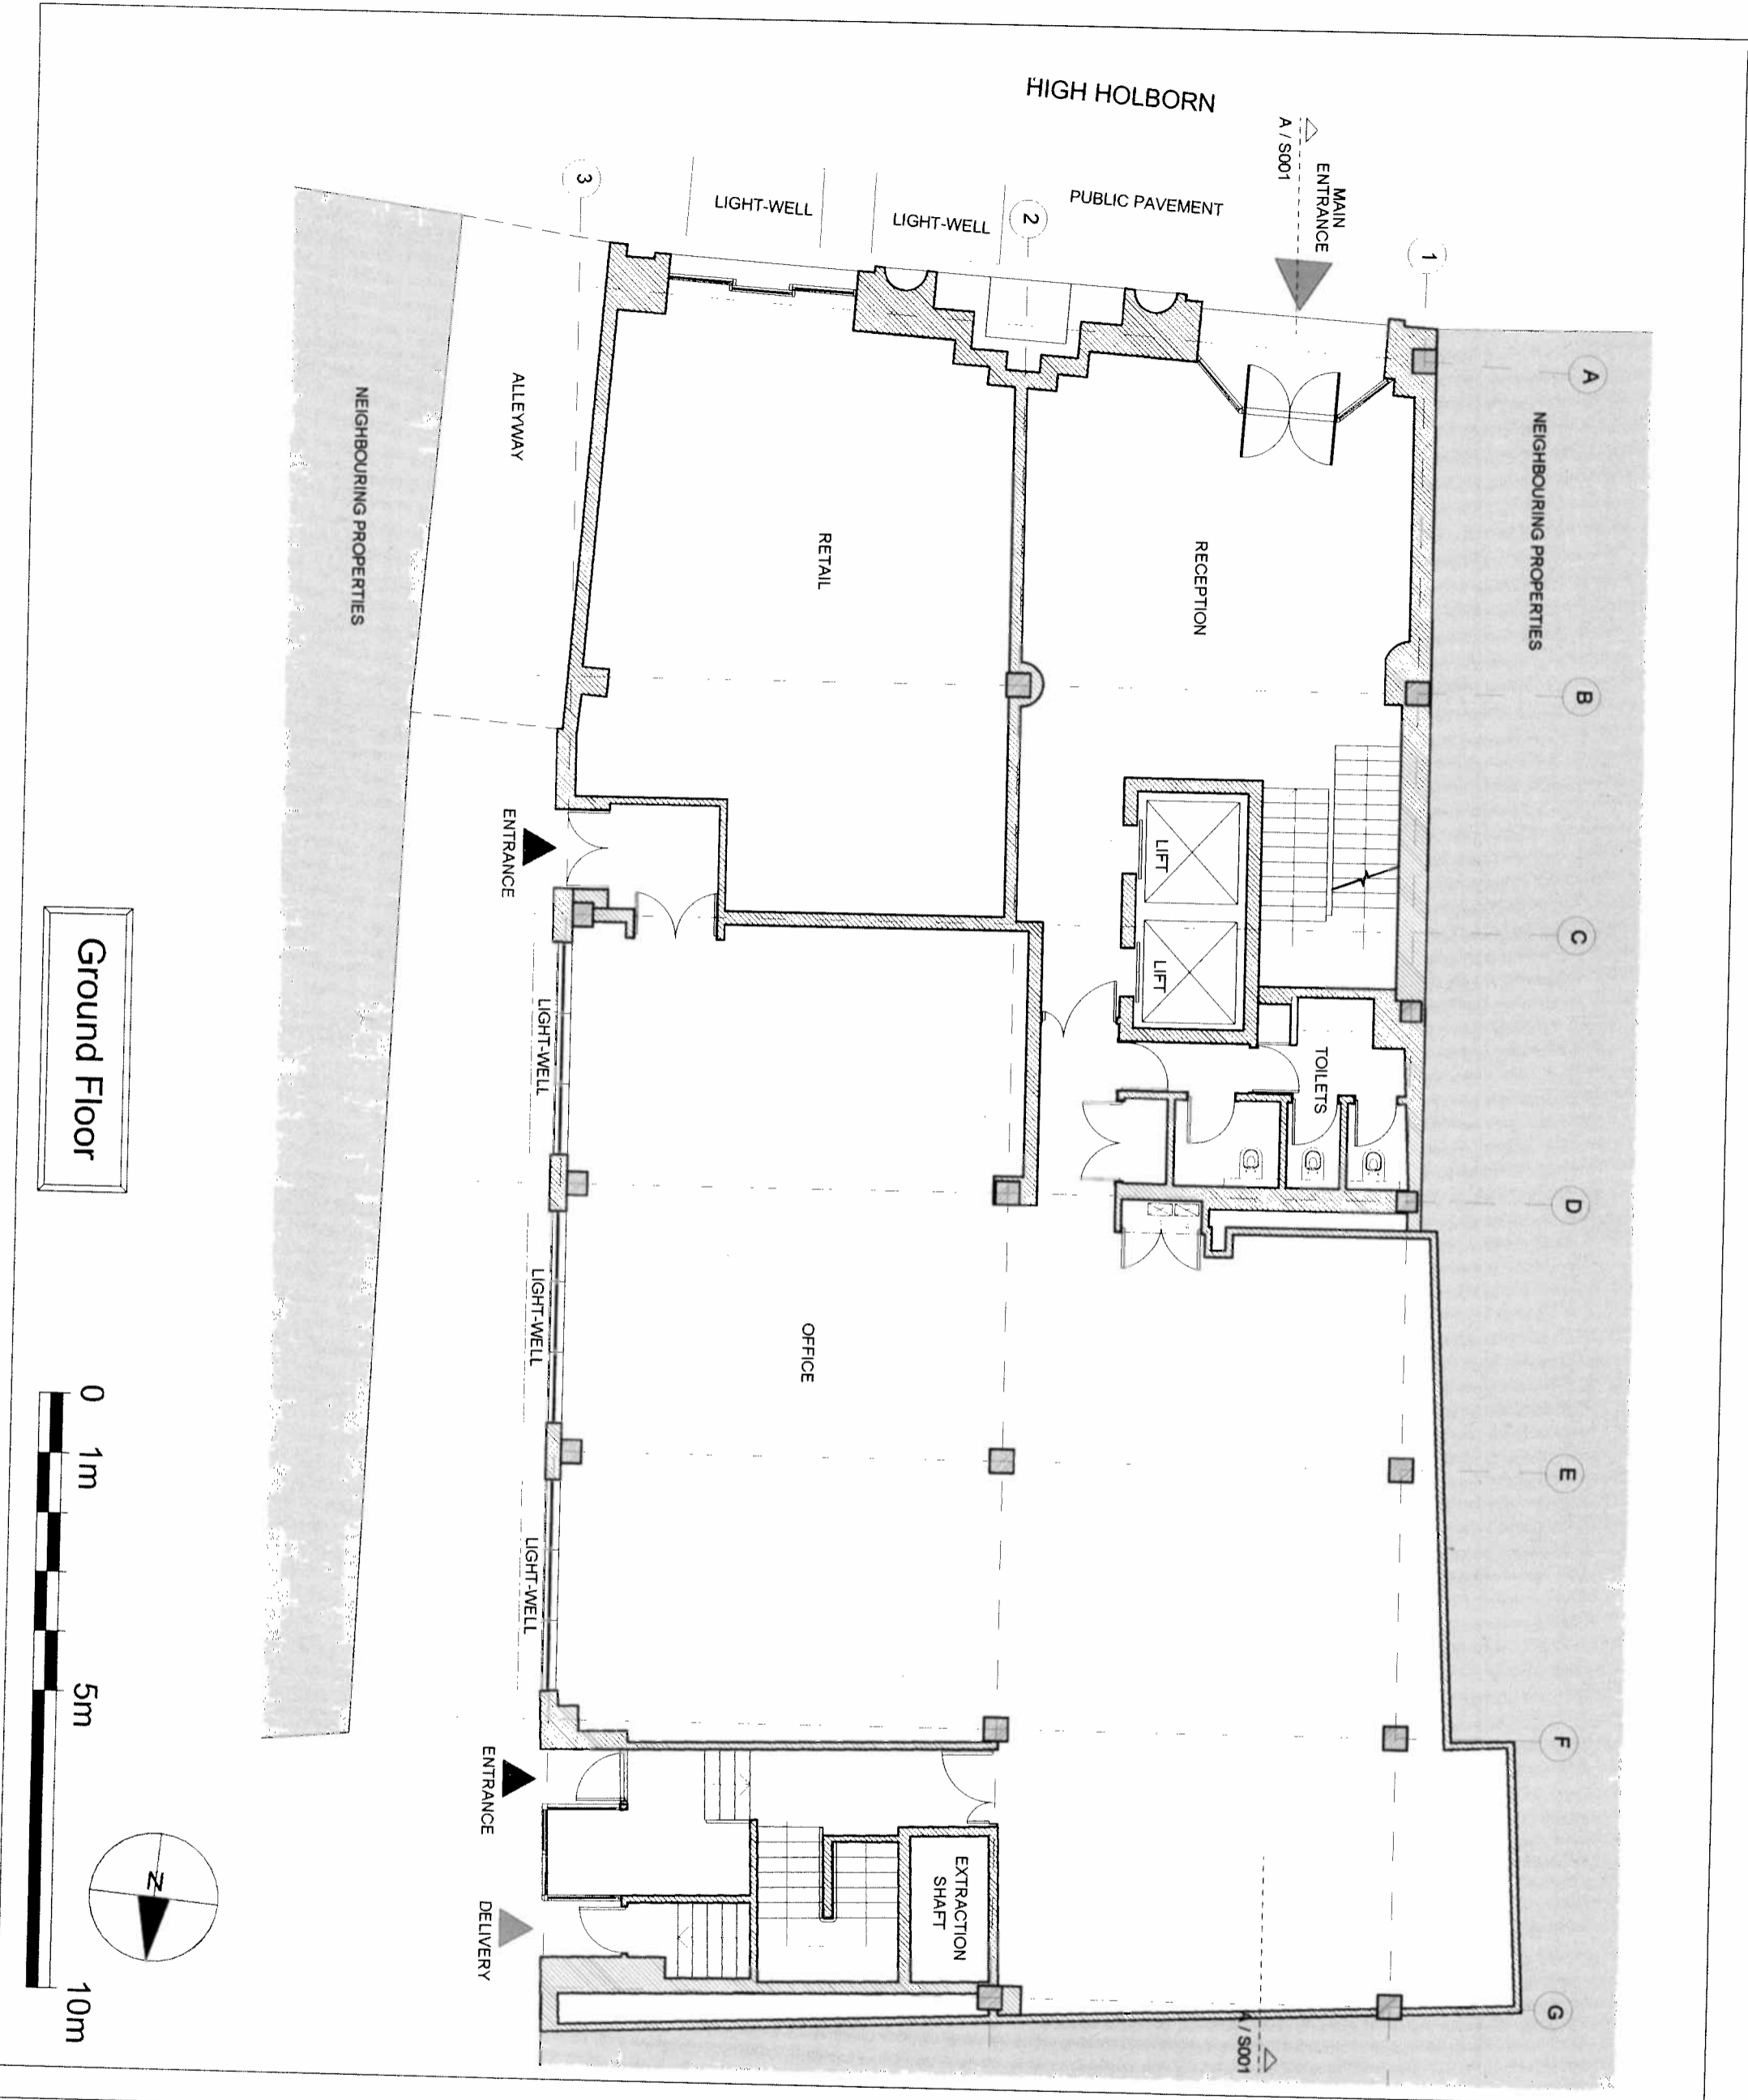 HIGH HOLBORN
A / S001
MAIN
ENTRANCE
PUBLIC PAVEMENT
LIGHT-WELL
LIGHT-WELL
1
2
3
A
B
C
D
E
F
G
NEIGHBOURING PROPERTIES
NEIGHBOURING PROPERTIES
ALLEYWAY
RETAIL
RECEPTION
LIFT
LIFT
TOILETS
ENTRANCE
LIGHT-WELL
LIGHT-WELL
LIGHT-WELL
OFFICE
ENTRANCE
DELIVERY
EXTRACTION
SHAFT
A / S001
Ground Floor
0 1m 5m 10m
N